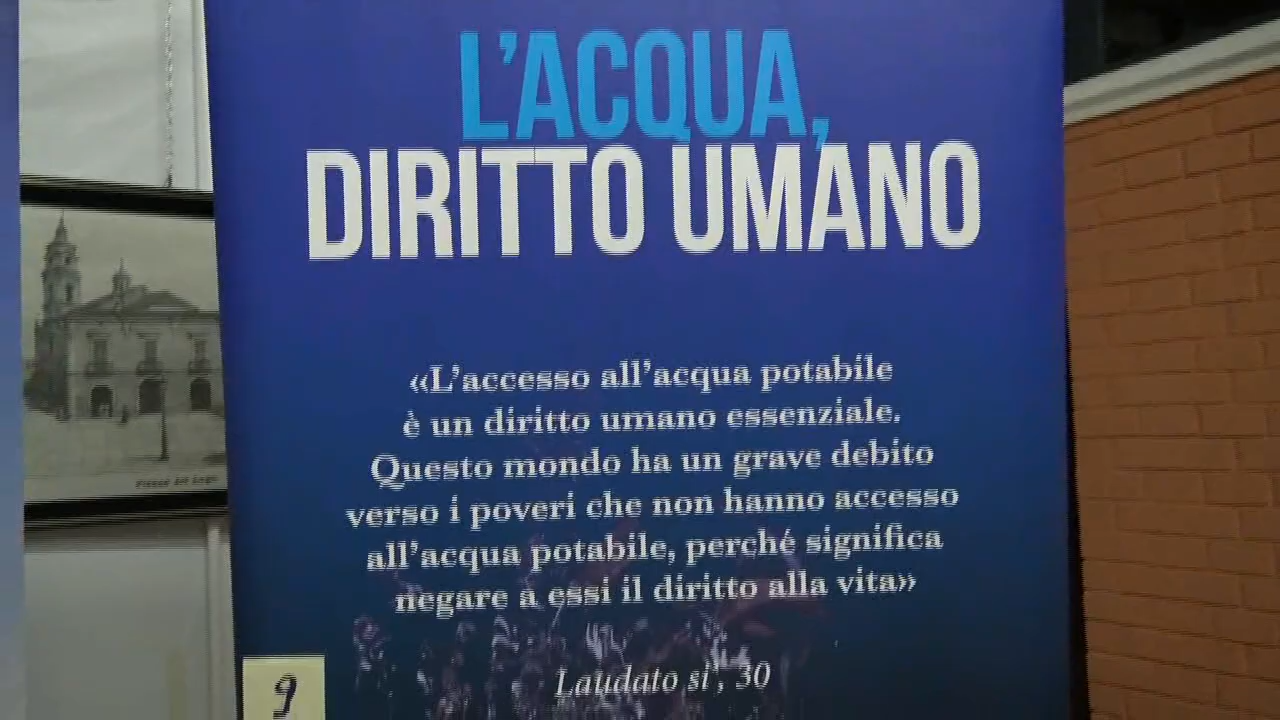 L'ACQUA,
DIRITTO UMANO
«L'accesso all'acqua potabile
è un diritto umano essenziale.
Questo mondo ha un grave debito
verso i poveri che non hanno accesso
all'acqua potabile, perché significa
negare a essi il diritto alla vita»
Laudato si', 30
9